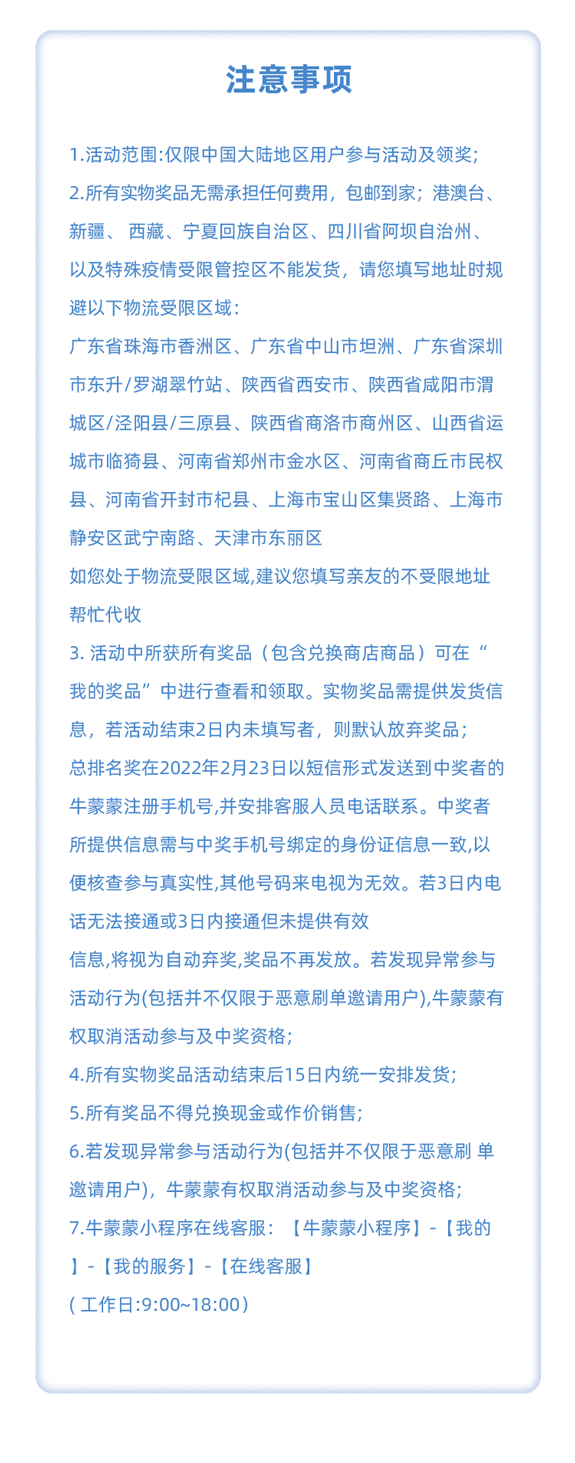 注意事项
1.活动范围:仅限中国大陆地区用户参与活动及领奖;
2.所有实物奖品无需承担任何费用，包邮到家；港澳台、
新疆、 西藏、宁夏回族自治区、四川省阿坝自治州、
以及特殊疫情受限管控区不能发货，请您填写地址时规
避以下物流受限区域：
广东省珠海市香洲区、广东省中山市坦洲、广东省深圳
市东升/罗湖翠竹站、陕西省西安市、陕西省咸阳市渭
城区/泾阳县/三原县、陕西省商洛市商州区、山西省运
城市临猗县、河南省郑州市金水区、河南省商丘市民权
县、河南省开封市杞县、上海市宝山区集贤路、上海市
静安区武宁南路、天津市东丽区
如您处于物流受限区域,建议您填写亲友的不受限地址
帮忙代收
3. 活动中所获所有奖品（包含兑换商店商品）可在“
我的奖品”中进行查看和领取。实物奖品需提供发货信
息，若活动结束2日内未填写者，则默认放弃奖品；
总排名奖在2022年2月23日以短信形式发送到中奖者的
牛蒙蒙注册手机号,并安排客服人员电话联系。中奖者
所提供信息需与中奖手机号绑定的身份证信息一致,以
便核查参与真实性,其他号码来电视为无效。若3日内电
话无法接通或3日内接通但未提供有效
信息,将视为自动弃奖,奖品不再发放。若发现异常参与
活动行为(包括并不仅限于恶意刷单邀请用户),牛蒙蒙有
权取消活动参与及中奖资格;
4.所有实物奖品活动结束后15日内统一安排发货;
5.所有奖品不得兑换现金或作价销售;
6.若发现异常参与活动行为(包括并不仅限于恶意刷 单
邀请用户)，牛蒙蒙有权取消活动参与及中奖资格;
7.牛蒙蒙小程序在线客服：【牛蒙蒙小程序】-【我的
】-【我的服务】-【在线客服】
( 工作日:9:00~18:00）